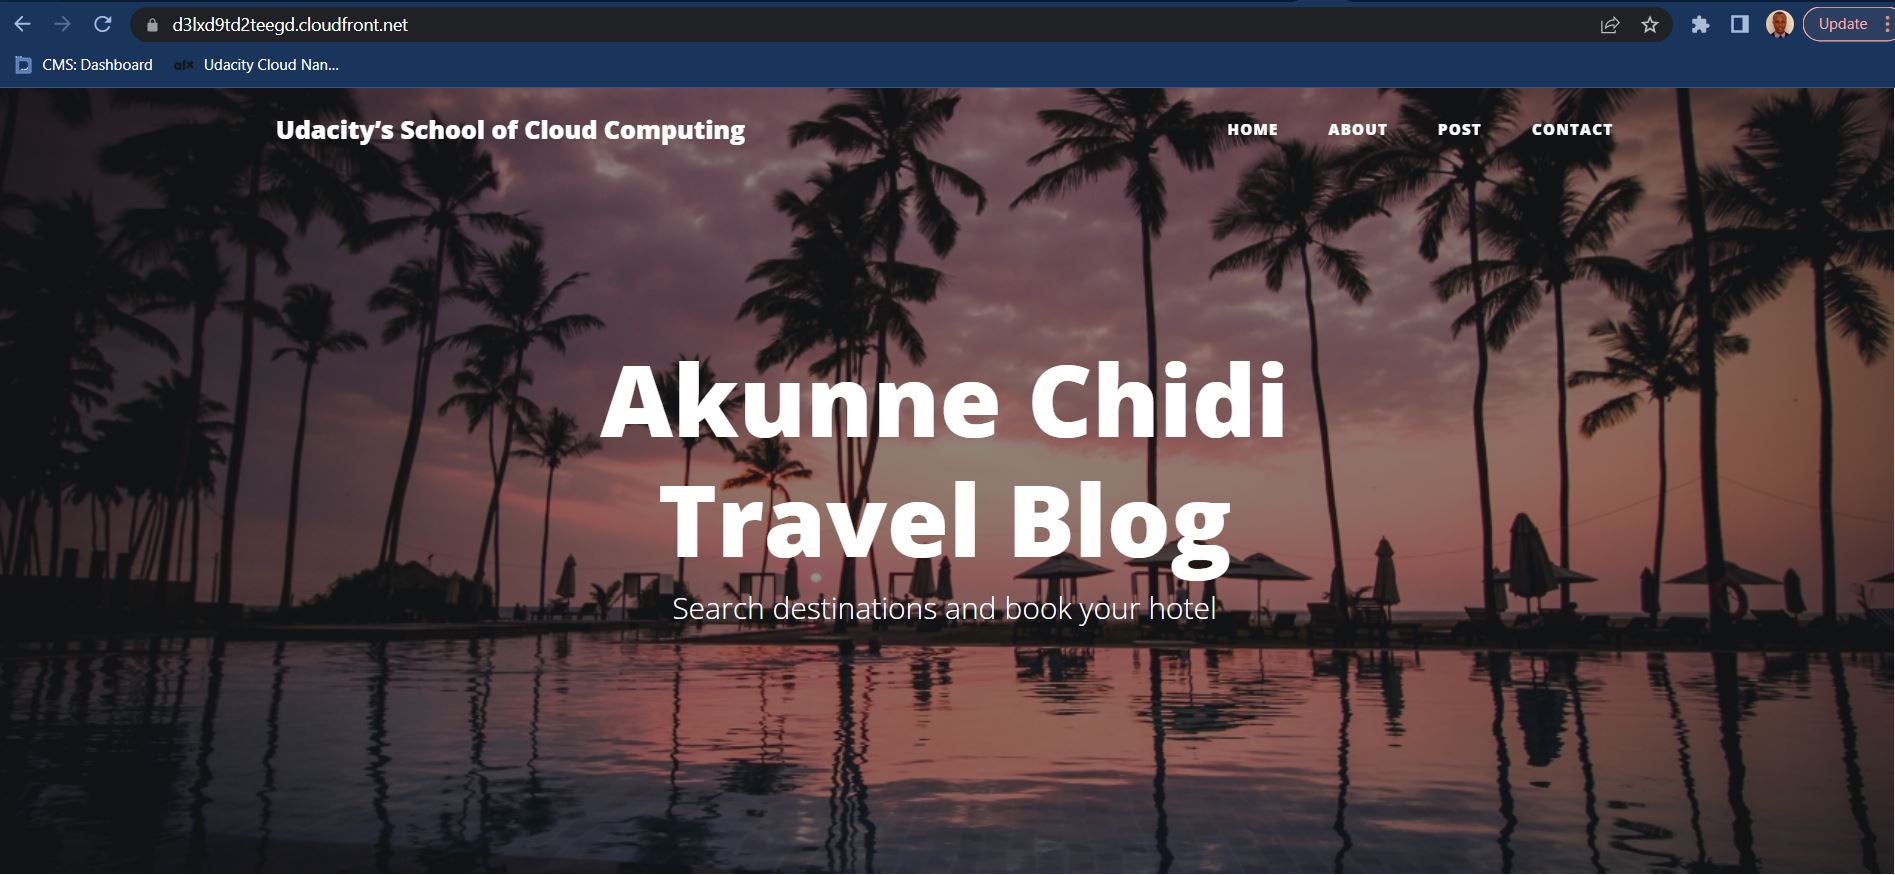 d3lxd9td2teegd.cloudfront.net
Update
CMS: Dashboard
alx
Udacity Cloud Nan...
Udacity’s School of Cloud Computing
HOME
ABOUT
POST
CONTACT
Akunne Chidi
Travel Blog
Search destinations and book your hotel